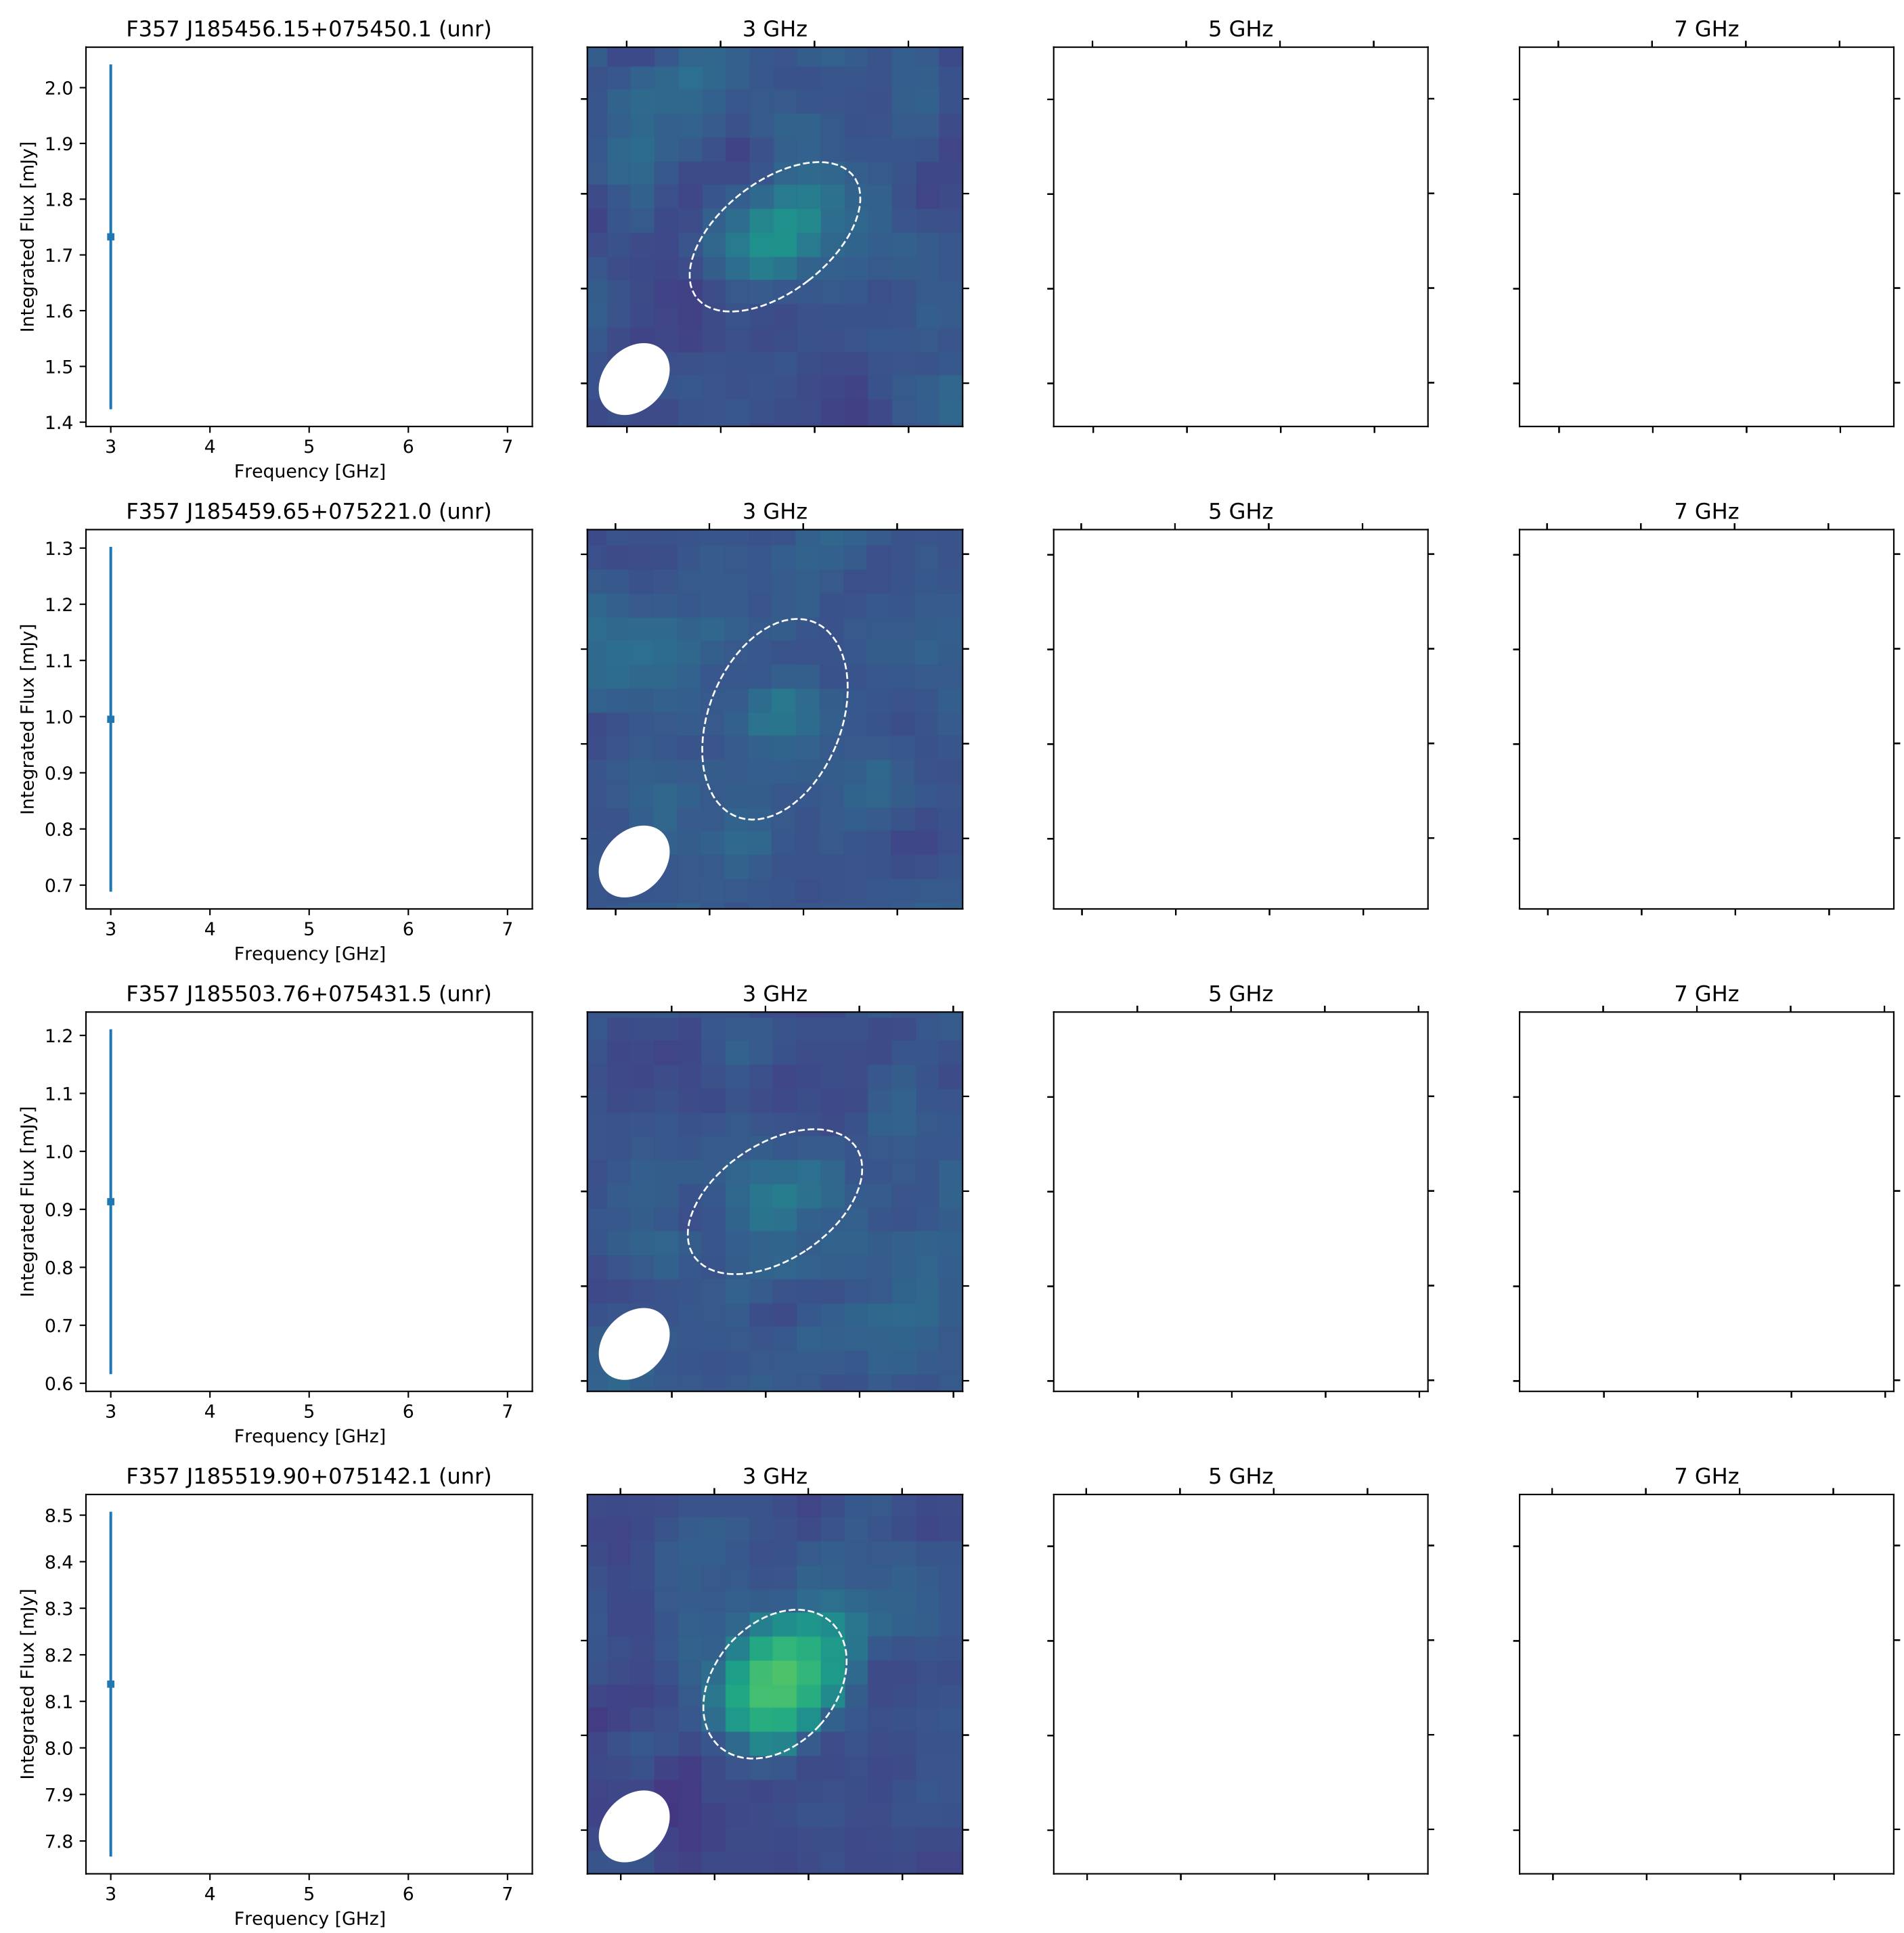 F357 J185456.15+075450.1 (unr)
3 GHz
5 GHz
7 GHz
Integrated Flux [mJy]
2.0
1.9
1.8
1.7
1.6
1.5
1.4
3 4 5 6 7
Frequency [GHz]
F357 J185459.65+075221.0 (unr)
3 GHz
5 GHz
7 GHz
Integrated Flux [mJy]
1.3
1.2
1.1
1.0
0.9
0.8
0.7
3 4 5 6 7
Frequency [GHz]
F357 J185503.76+075431.5 (unr)
3 GHz
5 GHz
7 GHz
Integrated Flux [mJy]
1.2
1.1
1.0
0.9
0.8
0.7
0.6
3 4 5 6 7
Frequency [GHz]
F357 J185519.90+075142.1 (unr)
3 GHz
5 GHz
7 GHz
Integrated Flux [mJy]
8.5
8.4
8.3
8.2
8.1
8.0
7.9
7.8
3 4 5 6 7
Frequency [GHz]